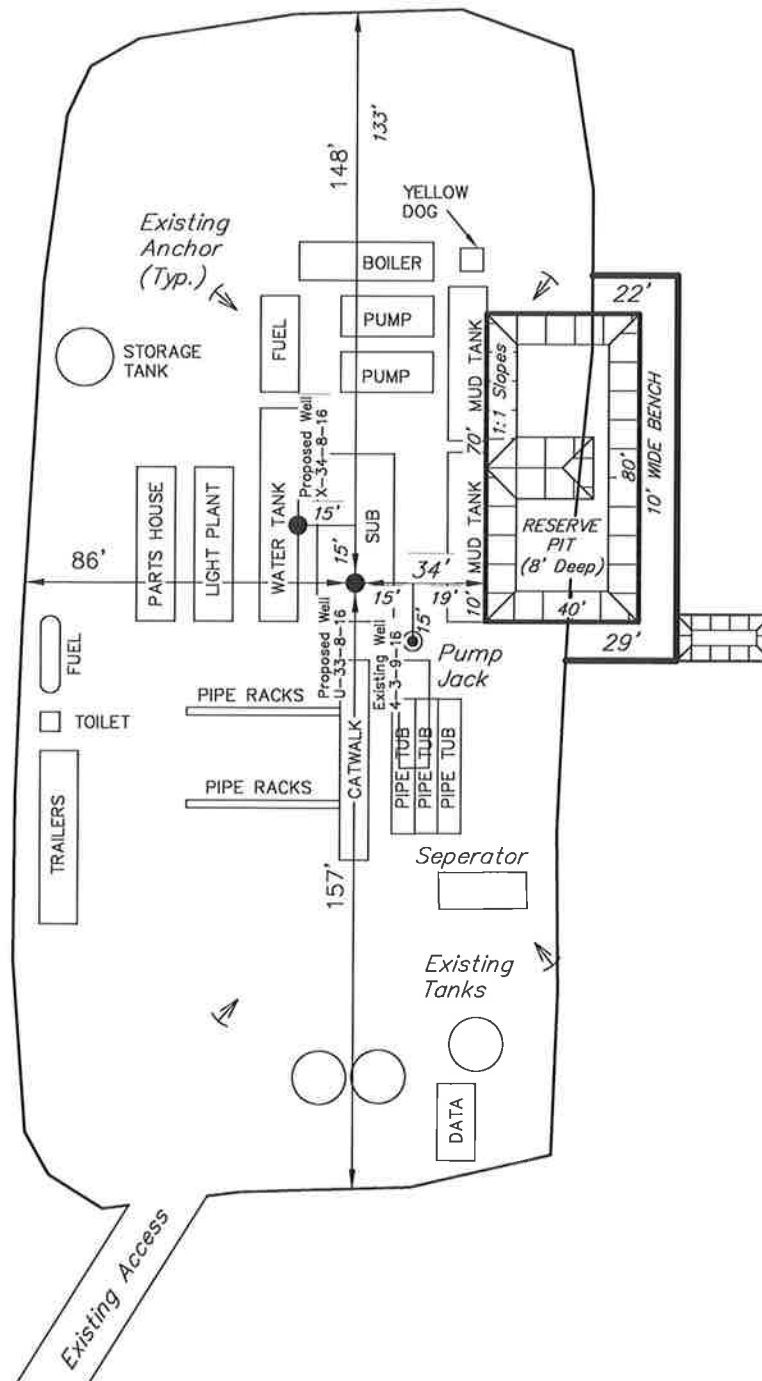 133'
148'
YELLOW
DOG
Existing
Anchor
(Typ.)
BOILER
22'
FUEL
PUMP
STORAGE
TANK
PUMP
MUD TANK
1:1 Slopes
Proposed Well
X-34-8-16
70'
80'
10' WIDE BENCH
PARTS HOUSE
LIGHT PLANT
WATER TANK
15'
15'
SUB
MUD TANK
RESERVE
PIT
(8' Deep)
86'
34'
15'
19'
10'
40'
FUEL
Proposed Well
U-33-8-16
Existing Well
4-3-9-16
15'
Pump
Jack
29'
TOILET
PIPE RACKS
CATWALK
PIPE TUB
PIPE TUB
PIPE TUB
PIPE RACKS
TRAILERS
Seperator
157'
Existing
Tanks
DATA
Existing Access